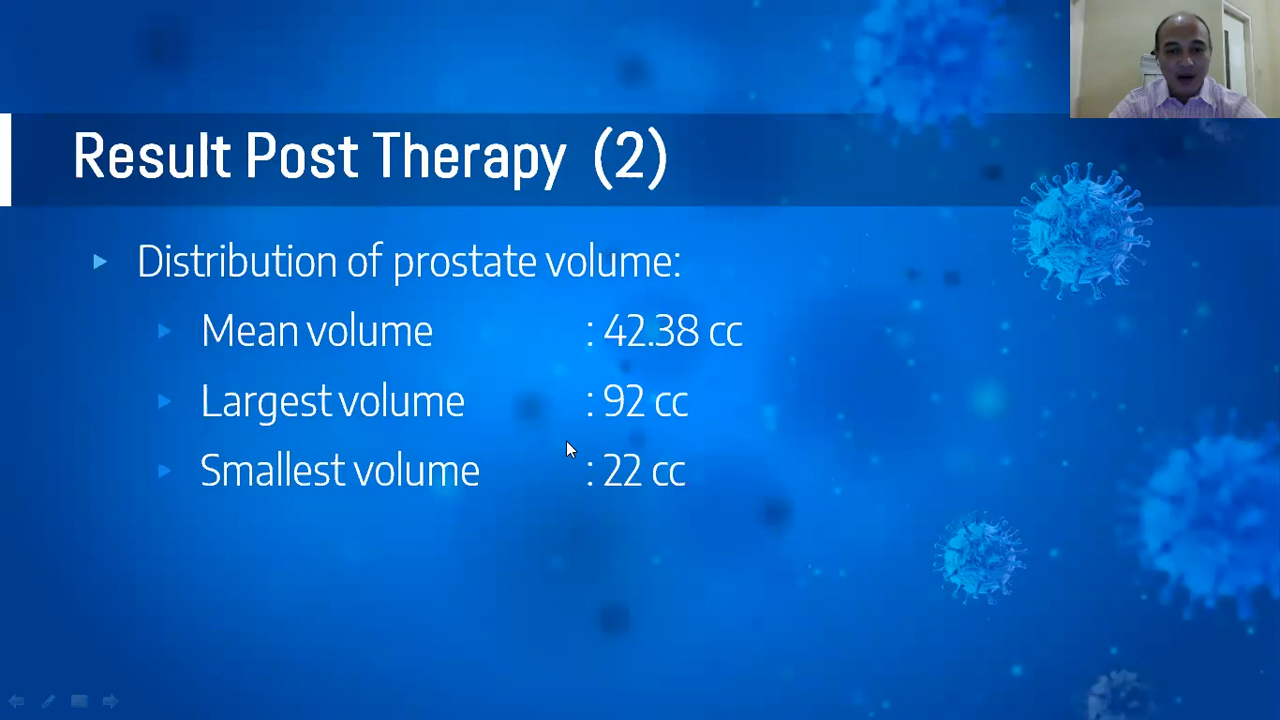 Result Post Therapy (2)
Distribution of prostate volume:
Mean volume : 42.38 cc
Largest volume : 92 cc
Smallest volume : 22 cc